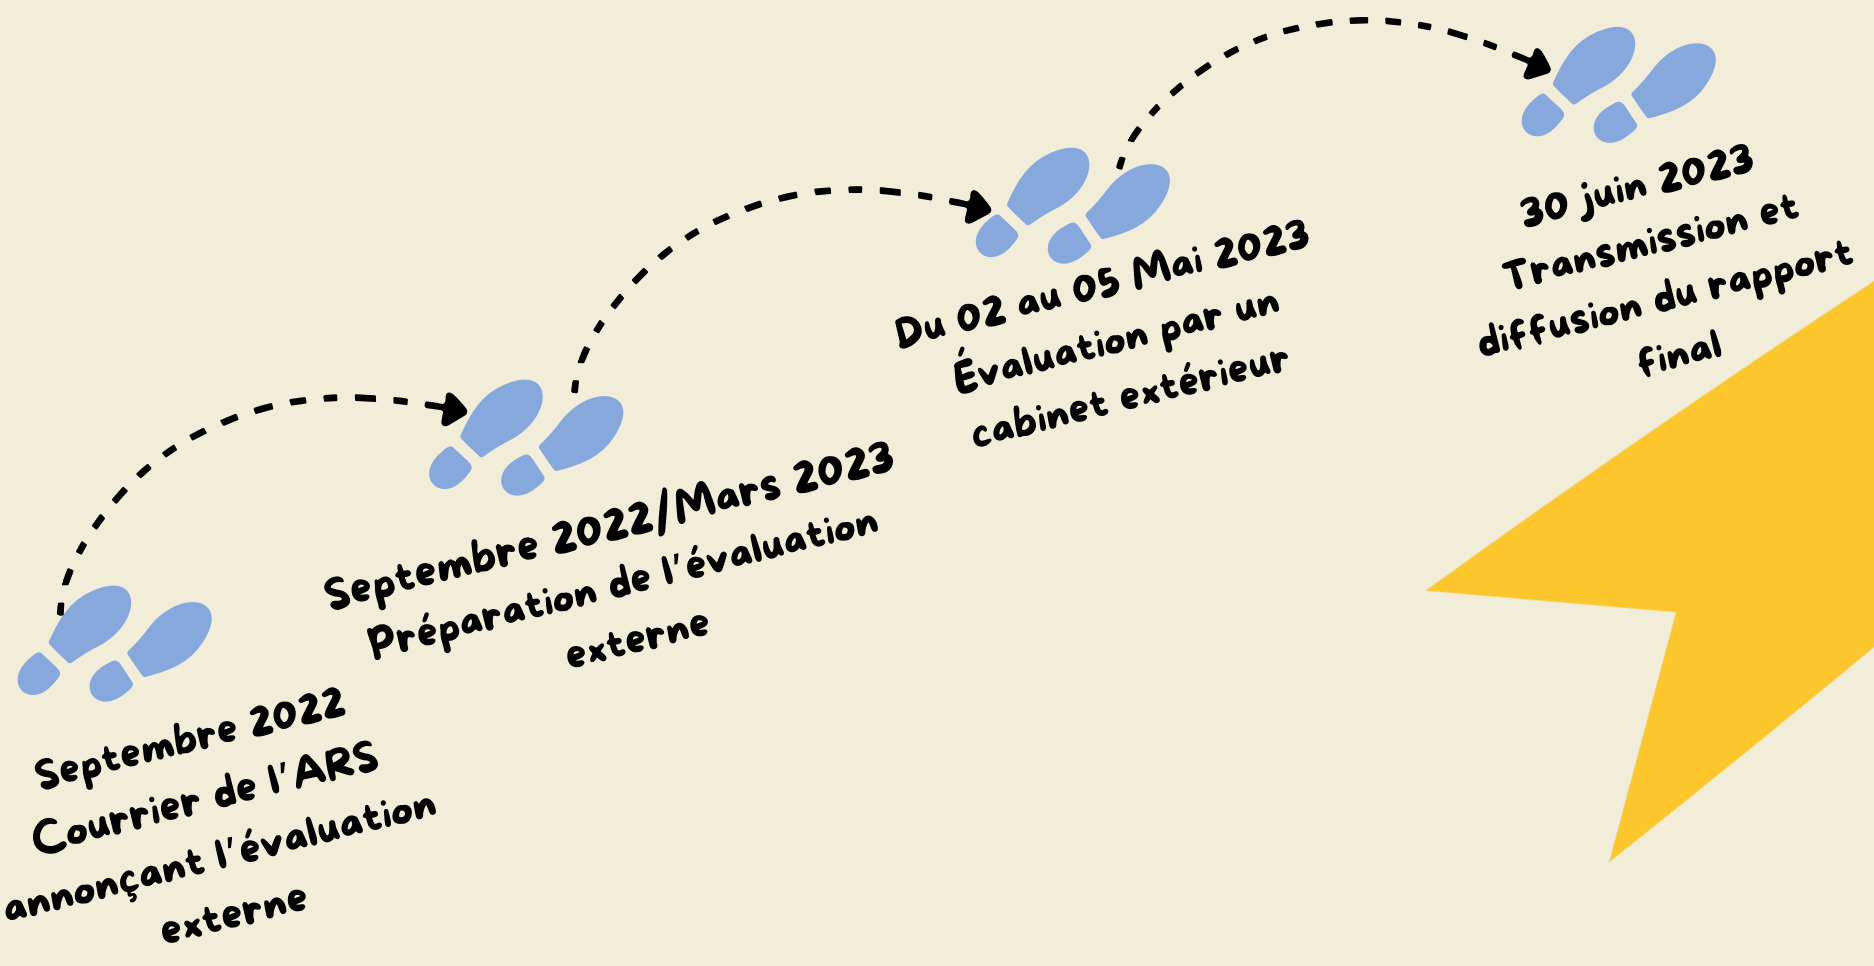 Septembre 2022
Courrier de l'ARS
annonçant l'évaluation
externe
Septembre 2022/Mars 2023
Préparation de l'évaluation
externe
Du 02 au 05 Mai 2023
Évaluation par un
cabinet extérieur
30 juin 2023
Transmission et
diffusion du rapport
final